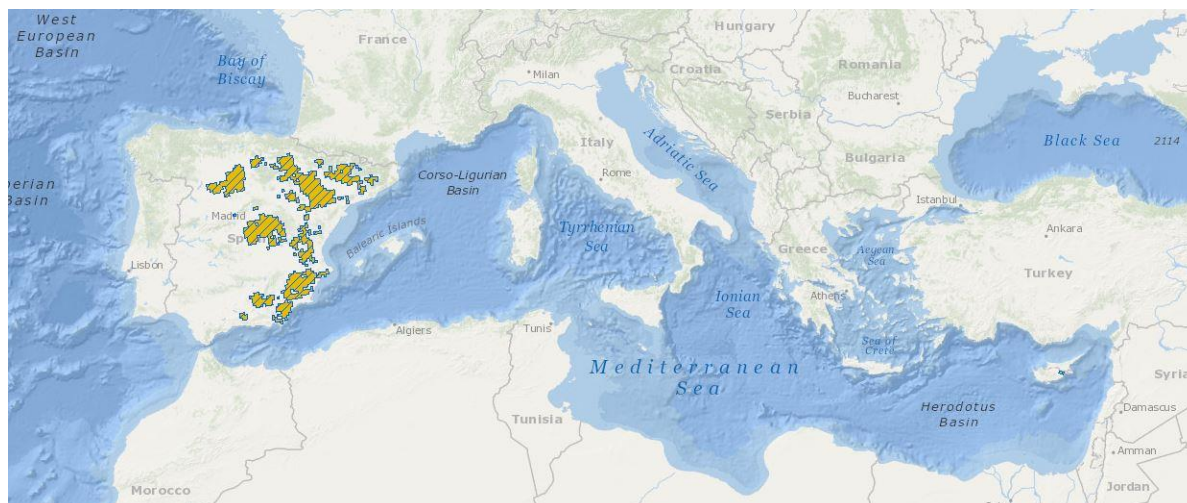 West
European
Basin
France
Hungary
Bay of
Biscay
Milan
Croatia
Romania
Bucharest
Serbia
Italy
Adriatic Sea
Black Sea
2114
Bulgaria
Corso-Ligurian
Basin
Rome
Istanbul
Madrid
Balearic Islands
Tyrrhenian
Sea
Ankara
Greece
Aegean
Sea
Turkey
Lisbon
Ionian
Sea
Athens
Algiers
Tunis
Sea of
Crete
Mediterranean
Sea
Syria
Herodotus
Basin
Tunisia
Damascus
Amman
Morocco
Jordan